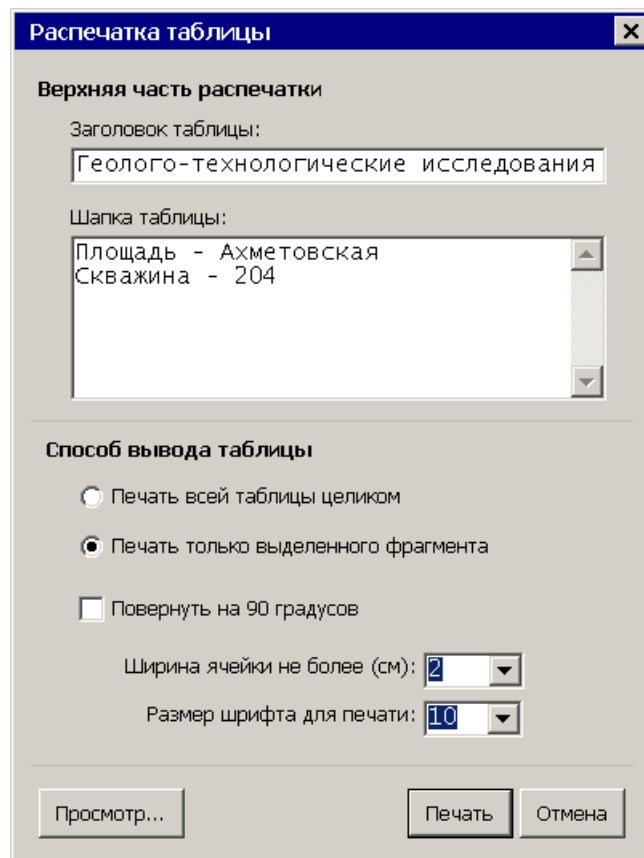 Распечатка таблицы
Верхняя часть распечатки
Заголовок таблицы:
Геолого-технологические исследования
Шапка таблицы:
Площадь - Ахметовская
Скважина - 204
Способ вывода таблицы
Печать всей таблицы целиком
Печать только выделенного фрагмента
Повернуть на 90 градусов
Ширина ячейки не более (см): 2
Размер шрифта для печати: 10
Просмотр... Печать Отмена